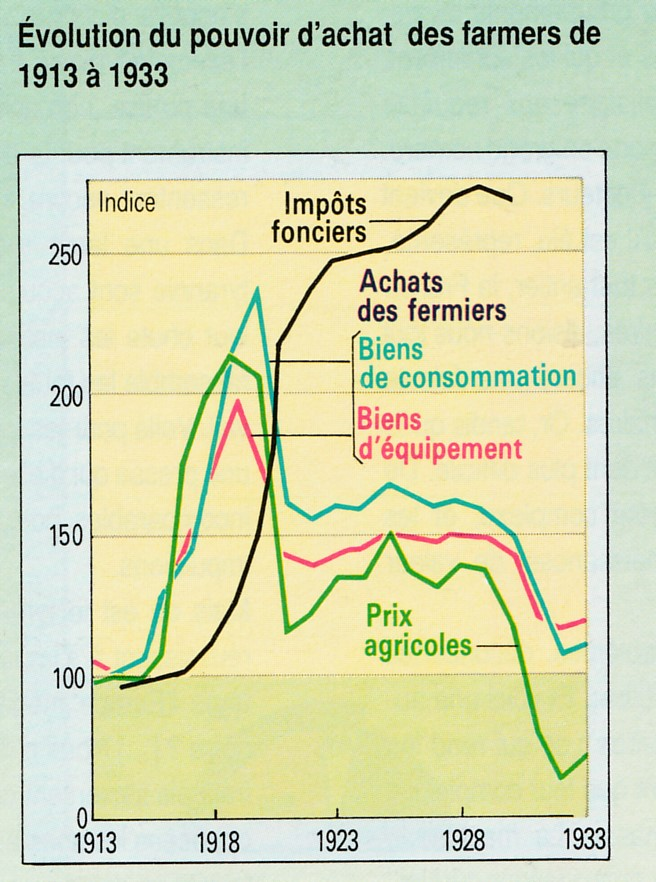 Évolution du pouvoir d’achat des farmers de
1913 à 1933
Indice
Impôts
fonciers
250
Achats
des fermiers
Biens
de consommation
200
Biens
d’équipement
150
Prix
agricoles
100
0
1913 1918 1923 1928 1933